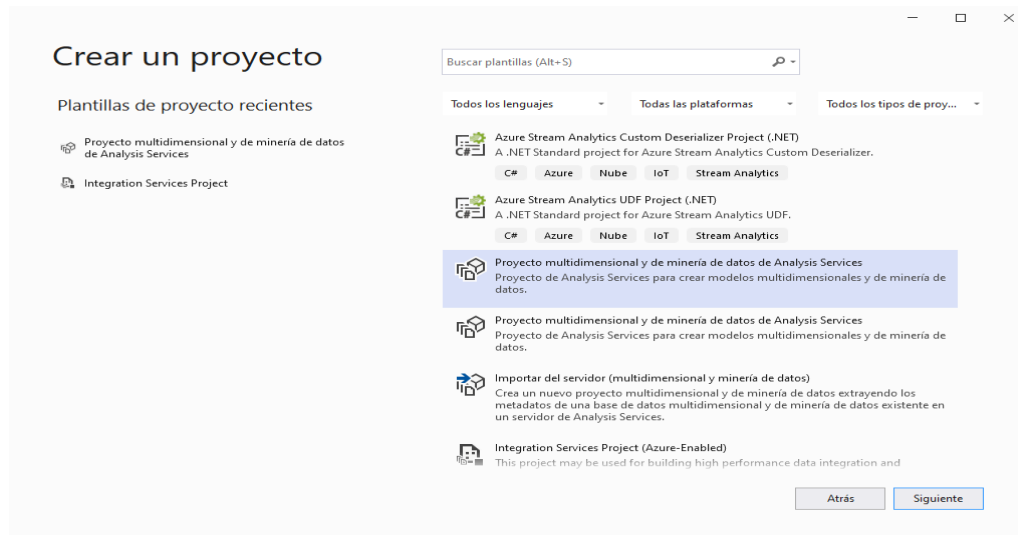 Crear un proyecto
Plantillas de proyecto recientes
Proyecto multidimensional y de minería de datos
de Analysis Services
Integration Services Project
Buscar plantillas (Alt+S)
Todos los lenguajes
Todas las plataformas
Todos los tipos de proy...
Azure Stream Analytics Custom Deserializer Project (.NET)
A .NET Standard project for Azure Stream Analytics Custom Deserializer.
C# Azure Nube IoT Stream Analytics
Azure Stream Analytics UDF Project (.NET)
A .NET Standard project for Azure Stream Analytics UDF.
C# Azure Nube IoT Stream Analytics
Proyecto multidimensional y de minería de datos de Analysis Services
Proyecto de Analysis Services para crear modelos multidimensionales y de minería de
datos.
Proyecto multidimensional y de minería de datos de Analysis Services
Proyecto de Analysis Services para crear modelos multidimensionales y de minería de
datos.
Importar del servidor (multidimensional y minería de datos)
Crea un nuevo proyecto multidimensional y de minería de datos extrayendo los
metadatos de una base de datos multidimensional y de minería de datos existente en
un servidor de Analysis Services.
Integration Services Project (Azure-Enabled)
This project may be used for building high performance data integration and
Atrás
Siguiente